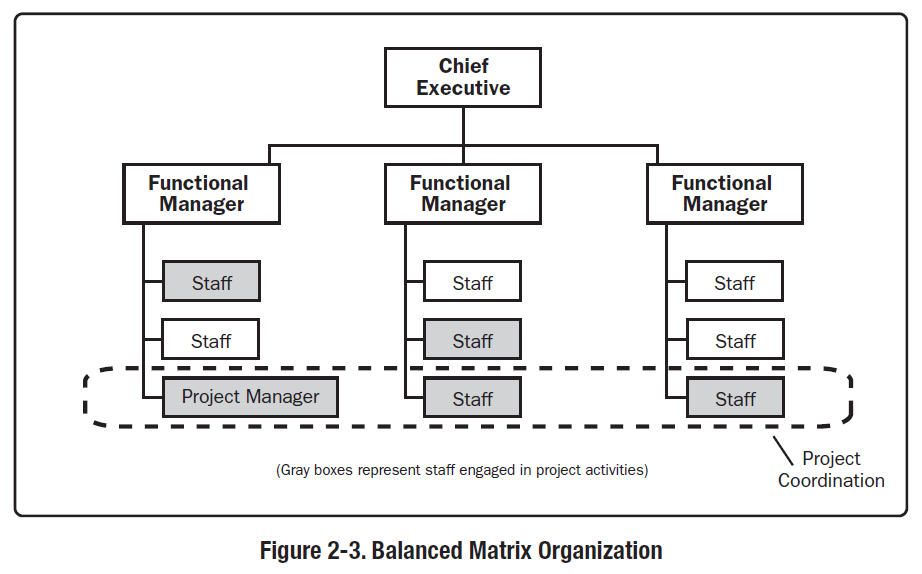 Chief
Executive
Functional
Manager
Functional
Manager
Functional
Manager
Staff
Staff
Staff
Staff
Staff
Staff
Project Manager
Staff
Staff
(Gray boxes represent staff engaged in project activities)
Project
Coordination
Figure 2-3. Balanced Matrix Organization